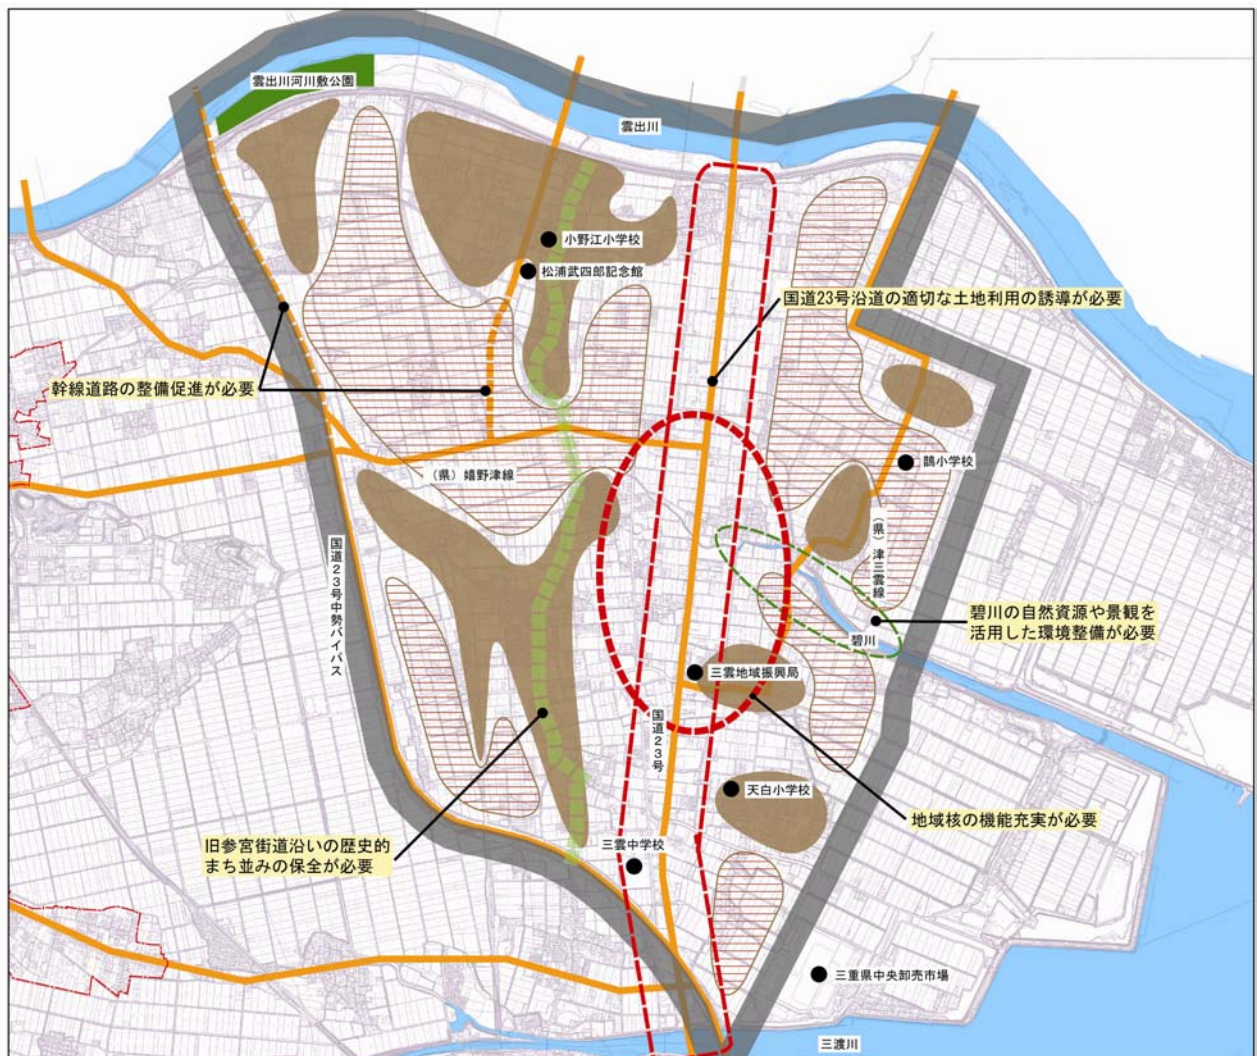 雲出川河川敷公園
雲出川
小野江小学校
松浦武四郎記念館
国道23号沿道の適切な土地利用の誘導が必要
幹線道路の整備促進が必要
（県）嬉野津線
鵲小学校
（県）津三雲線
国道23号中勢バイパス
碧川の自然資源や景観を
活用した環境整備が必要
碧川
三雲地域振興局
国道23号
天白小学校
地域核の機能充実が必要
旧参宮街道沿いの歴史的
まち並みの保全が必要
三雲中学校
三重県中央卸売市場
三渡川